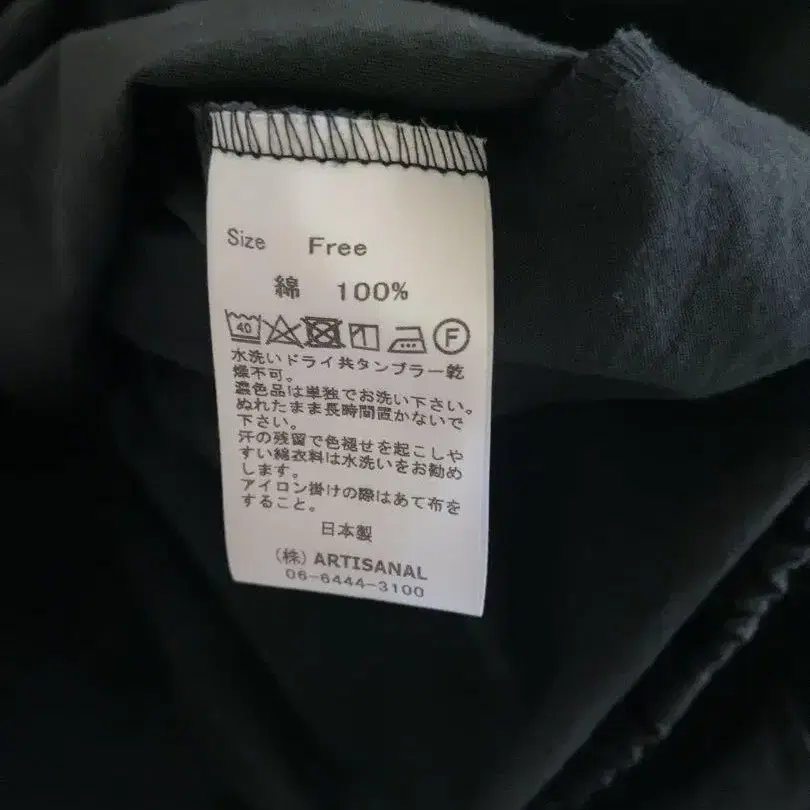 Size Free
綿 100%
40 F
水洗いドライ共タンブラー乾
燥不可。
濃色品は単独でお洗い下さい。
ぬれたまま長時間置かないで
下さい。
汗の残留で色褪せを起こしや
すい綿衣料は水洗いをお勧め
します。
アイロン掛けの際はあて布を
すること。
日本製
(株) ARTISANAL
06-6444-3100